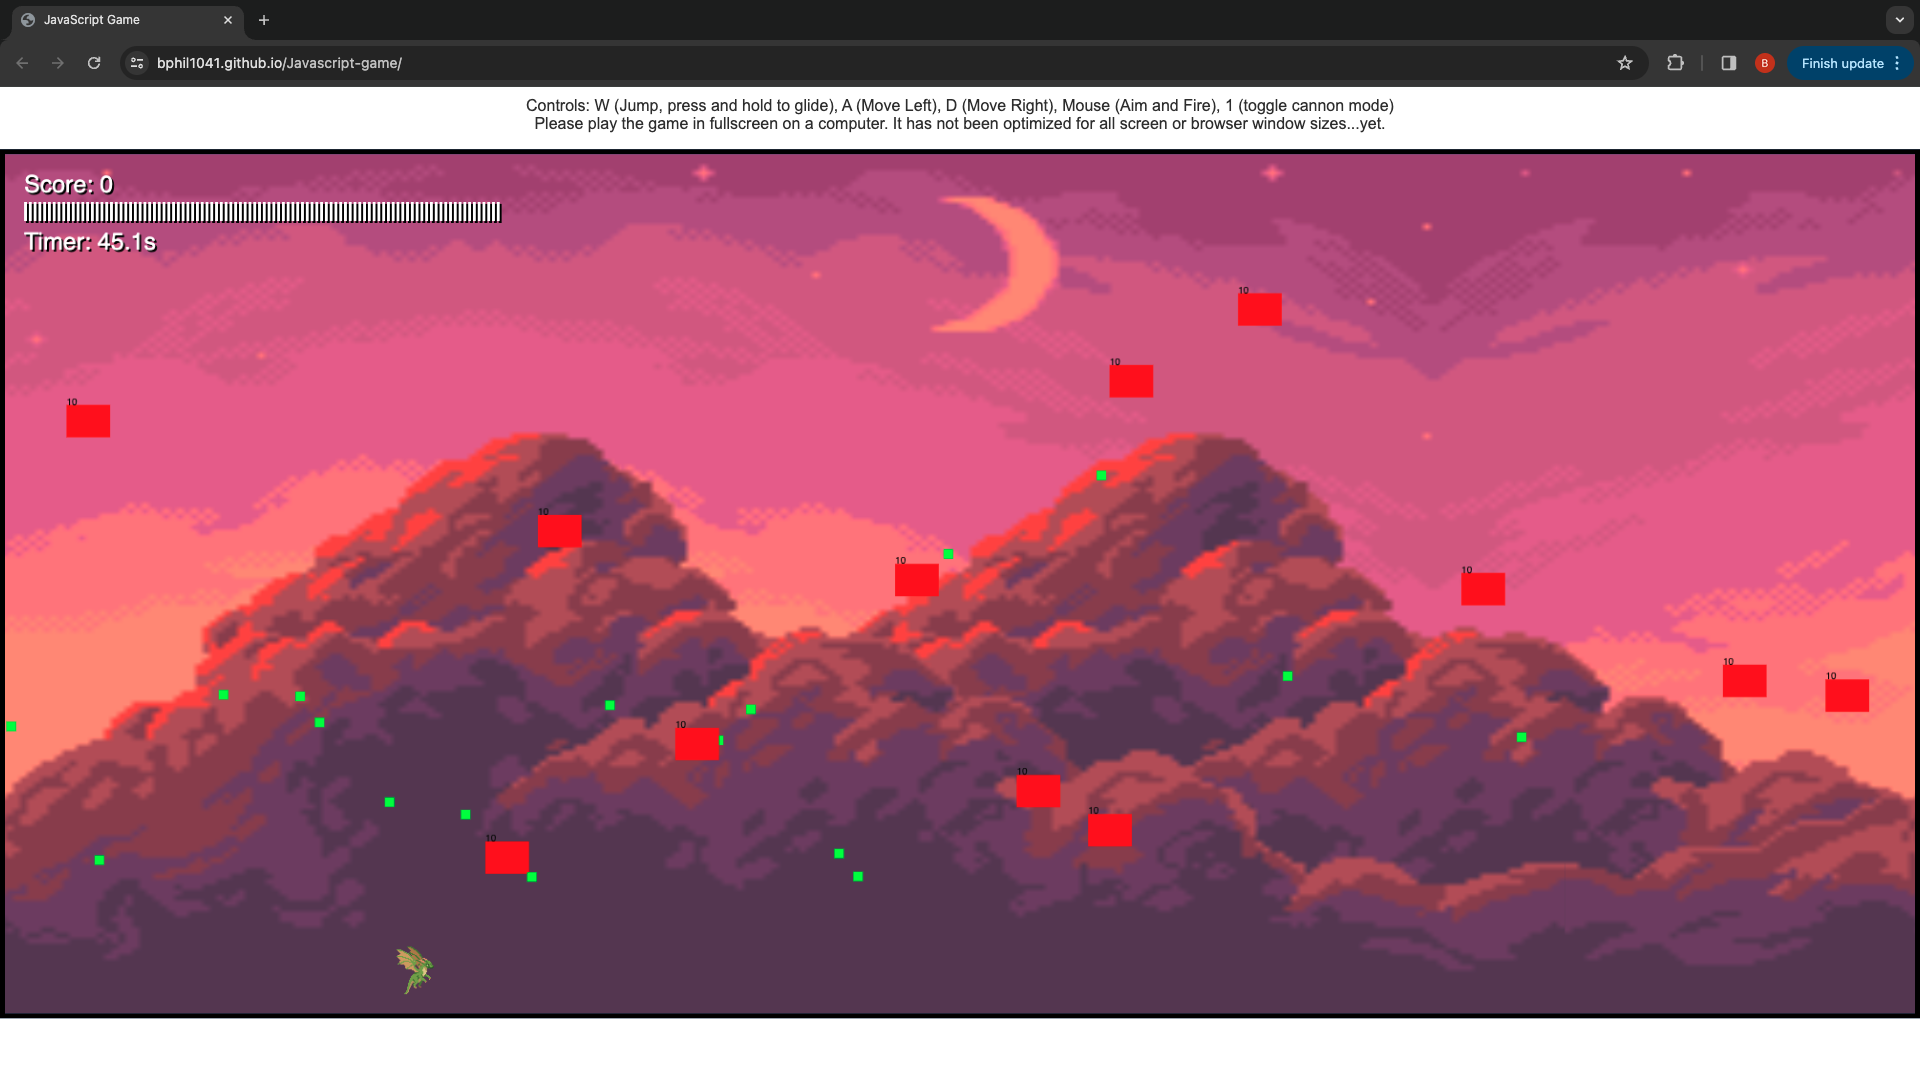 JavaScript Game
bphil1041.github.io/Javascript-game/
B
Finish update
Controls: W (Jump, press and hold to glide), A (Move Left), D (Move Right), Mouse (Aim and Fire), 1 (toggle cannon mode)
Please play the game in fullscreen on a computer. It has not been optimized for all screen or browser window sizes...yet.
Score: 0
Timer: 45.1s
10
10
10
10
10
10
10
10
10
10
10
10